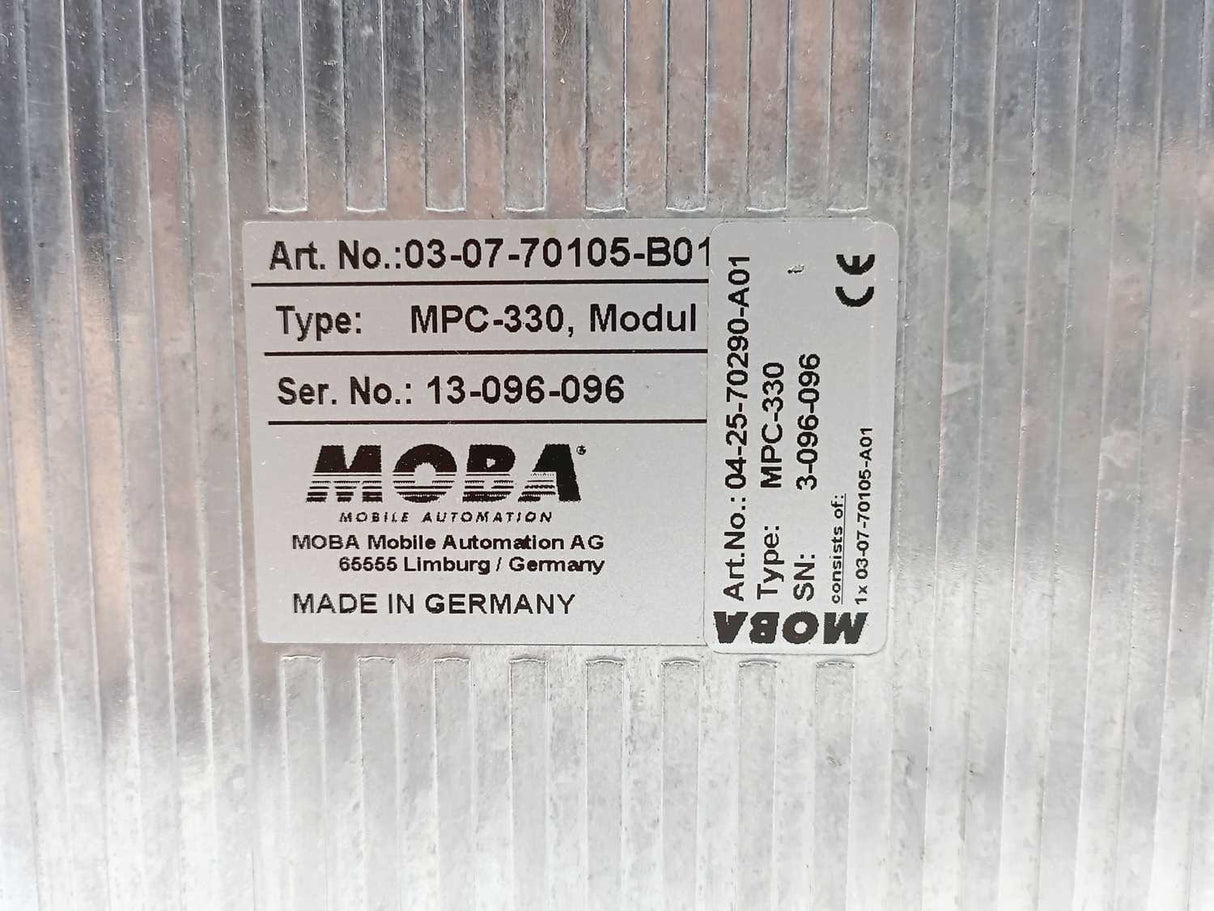 Art. No.:03-07-70105-B01
Type: MPC-330, Modul
Ser. No.: 13-096-096
MOBA®
MOBILE AUTOMATION
MOBA Mobile Automation AG
65555 Limburg / Germany
MADE IN GERMANY
Art.No.: 04-25-70290-A01
Type: MPC-330
SN: 3-096-096
consists of:
1x 03-07-70105-A01
MOBA
CE